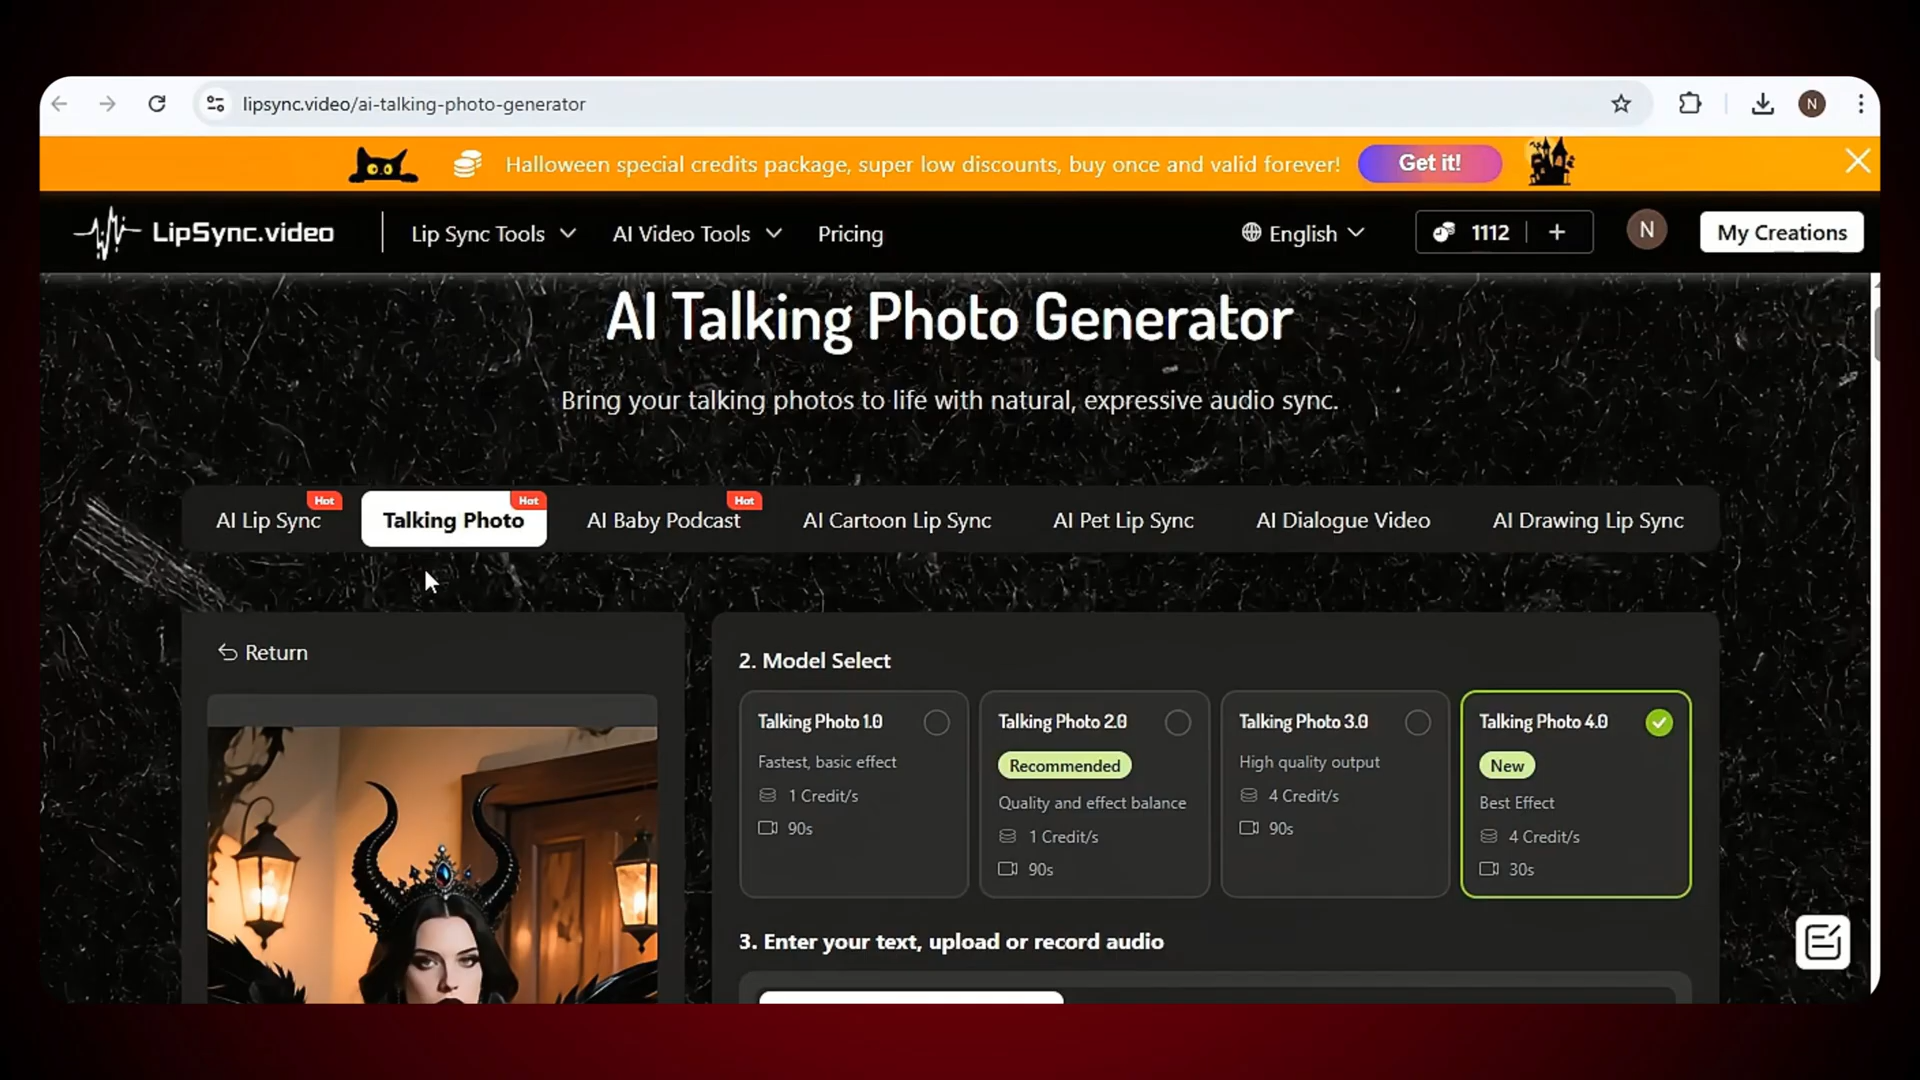 lipsync.video/ai-talking-photo-generator
N
Halloween special credits package, super low discounts, buy once and valid forever!
Get it!
LipSync.video
Lip Sync Tools
AI Video Tools
Pricing
English
1112
+
N
My Creations
AI Talking Photo Generator
Bring your talking photos to life with natural, expressive audio sync.
Hot
Hot
Hot
AI Lip Sync
Talking Photo
AI Baby Podcast
AI Cartoon Lip Sync
AI Pet Lip Sync
AI Dialogue Video
AI Drawing Lip Sync
Return
2. Model Select
Talking Photo 1.0
Fastest, basic effect
1 Credit/s
90s
Talking Photo 2.0
Recommended
Quality and effect balance
1 Credit/s
90s
Talking Photo 3.0
High quality output
4 Credit/s
90s
Talking Photo 4.0
New
Best Effect
4 Credit/s
30s
3. Enter your text, upload or record audio